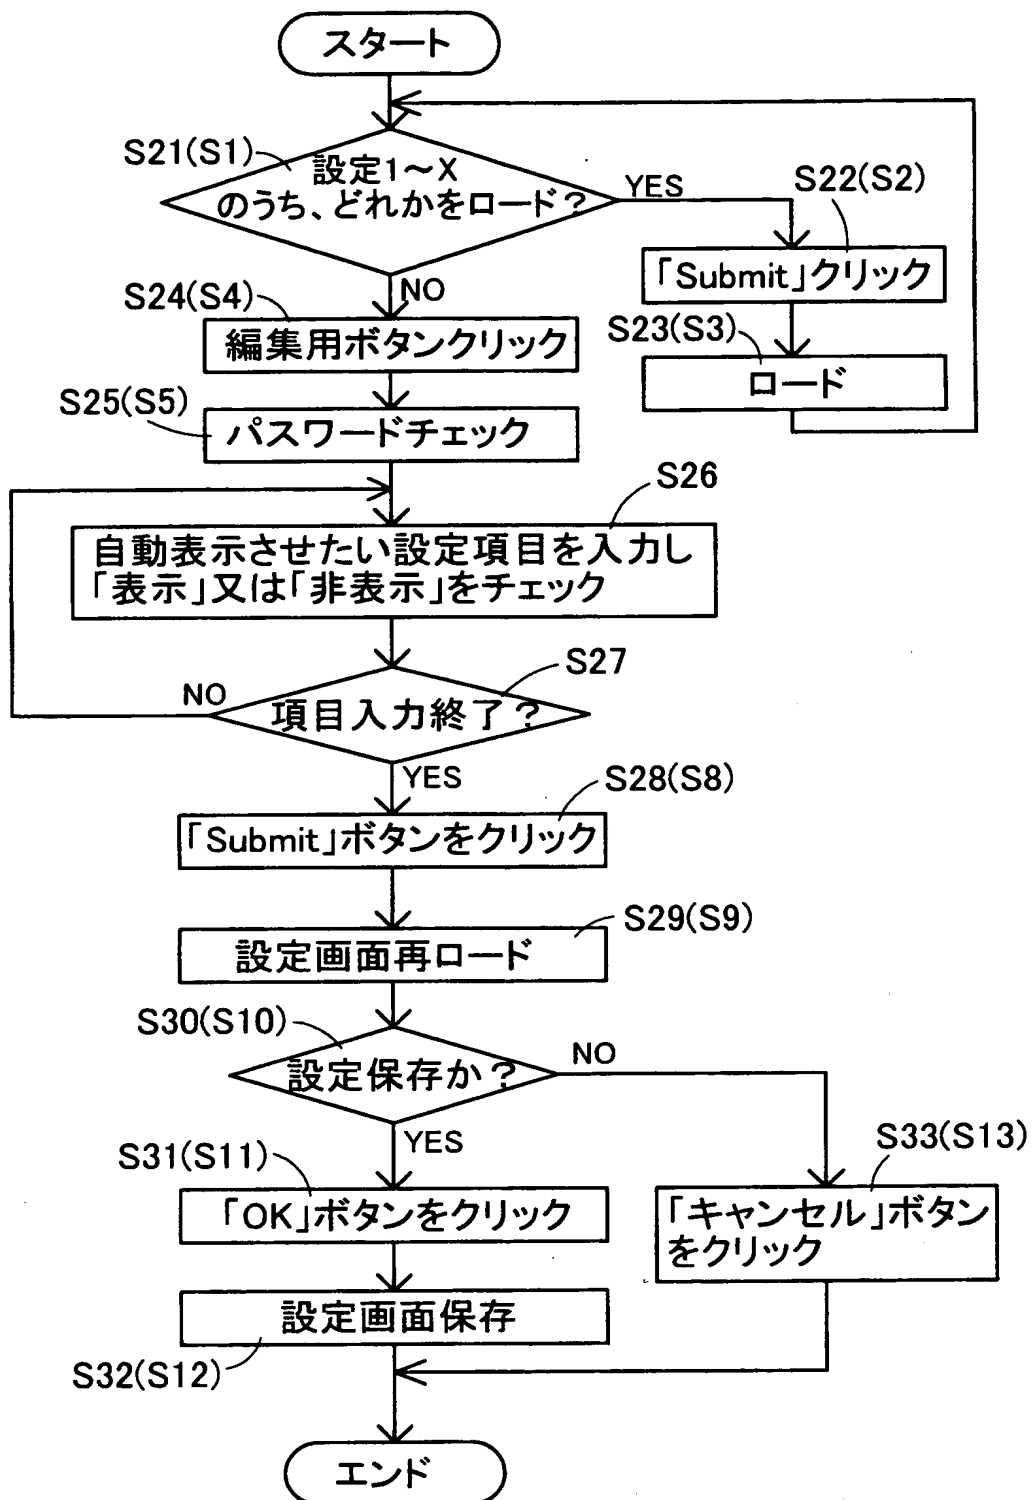 スタート
S21(S1)
設定1～X
のうち、どれかをロード?
YES
S22(S2)
「Submit」クリック
S23(S3)
ロード
NO
S24(S4)
編集用ボタンクリック
S25(S5)
パスワードチェック
S26
自動表示させたい設定項目を入力し
「表示」又は「非表示」をチェック
S27
NO
項目入力終了?
YES
S28(S8)
「Submit」ボタンをクリック
S29(S9)
設定画面再ロード
S30(S10)
設定保存か?
NO
YES
S31(S11)
S33(S13)
「OK」ボタンをクリック
「キャンセル」ボタン
をクリック
設定画面保存
S32(S12)
エンド